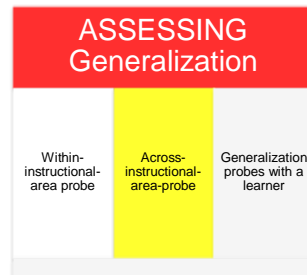 ASSESSING
Generalization
Within-
instructional-
area probe
Across-
instructional-
area-probe
Generalization
probes with a
learner